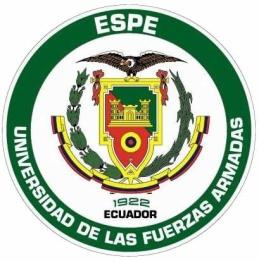 ESPE
1922
ECUADOR
UNIVERSIDAD DE LAS FUERZAS ARMADAS